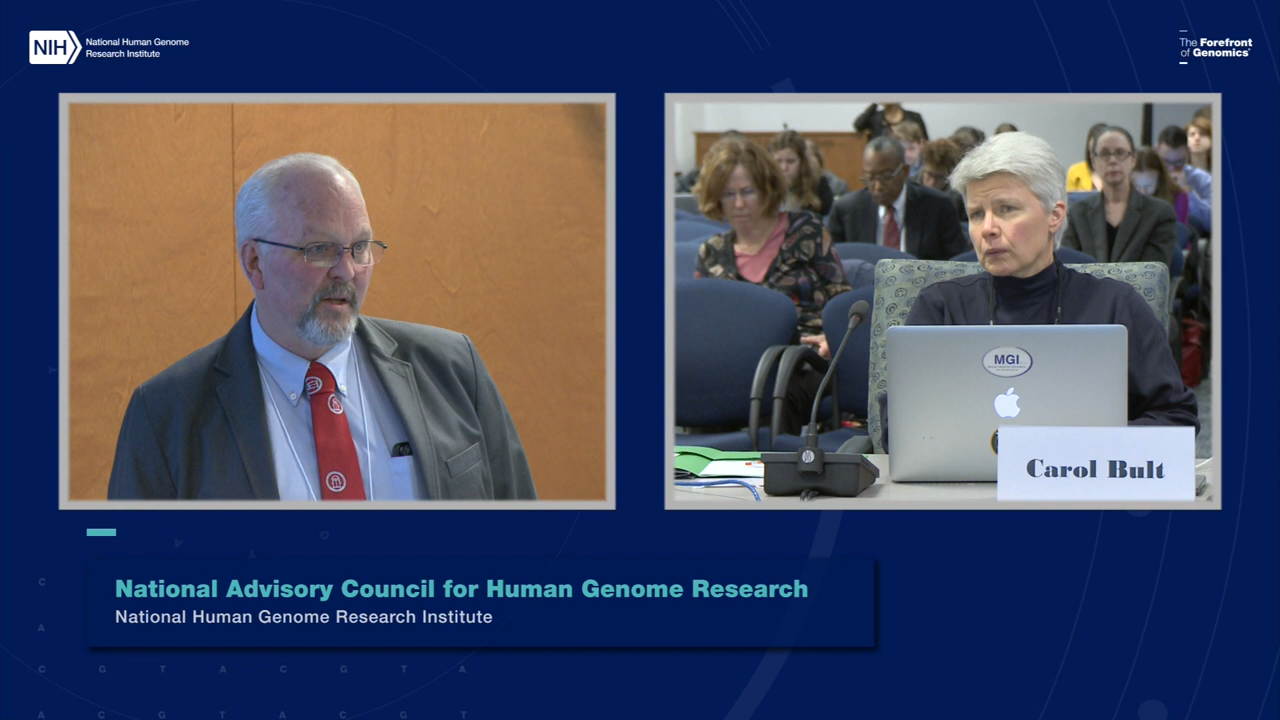 NIH
National Human Genome
Research Institute
The Forefront
of Genomics
MGI
Carol Bult
National Advisory Council for Human Genome Research
National Human Genome Research Institute
C
A
C G T A C G T A
A C G T A C G T